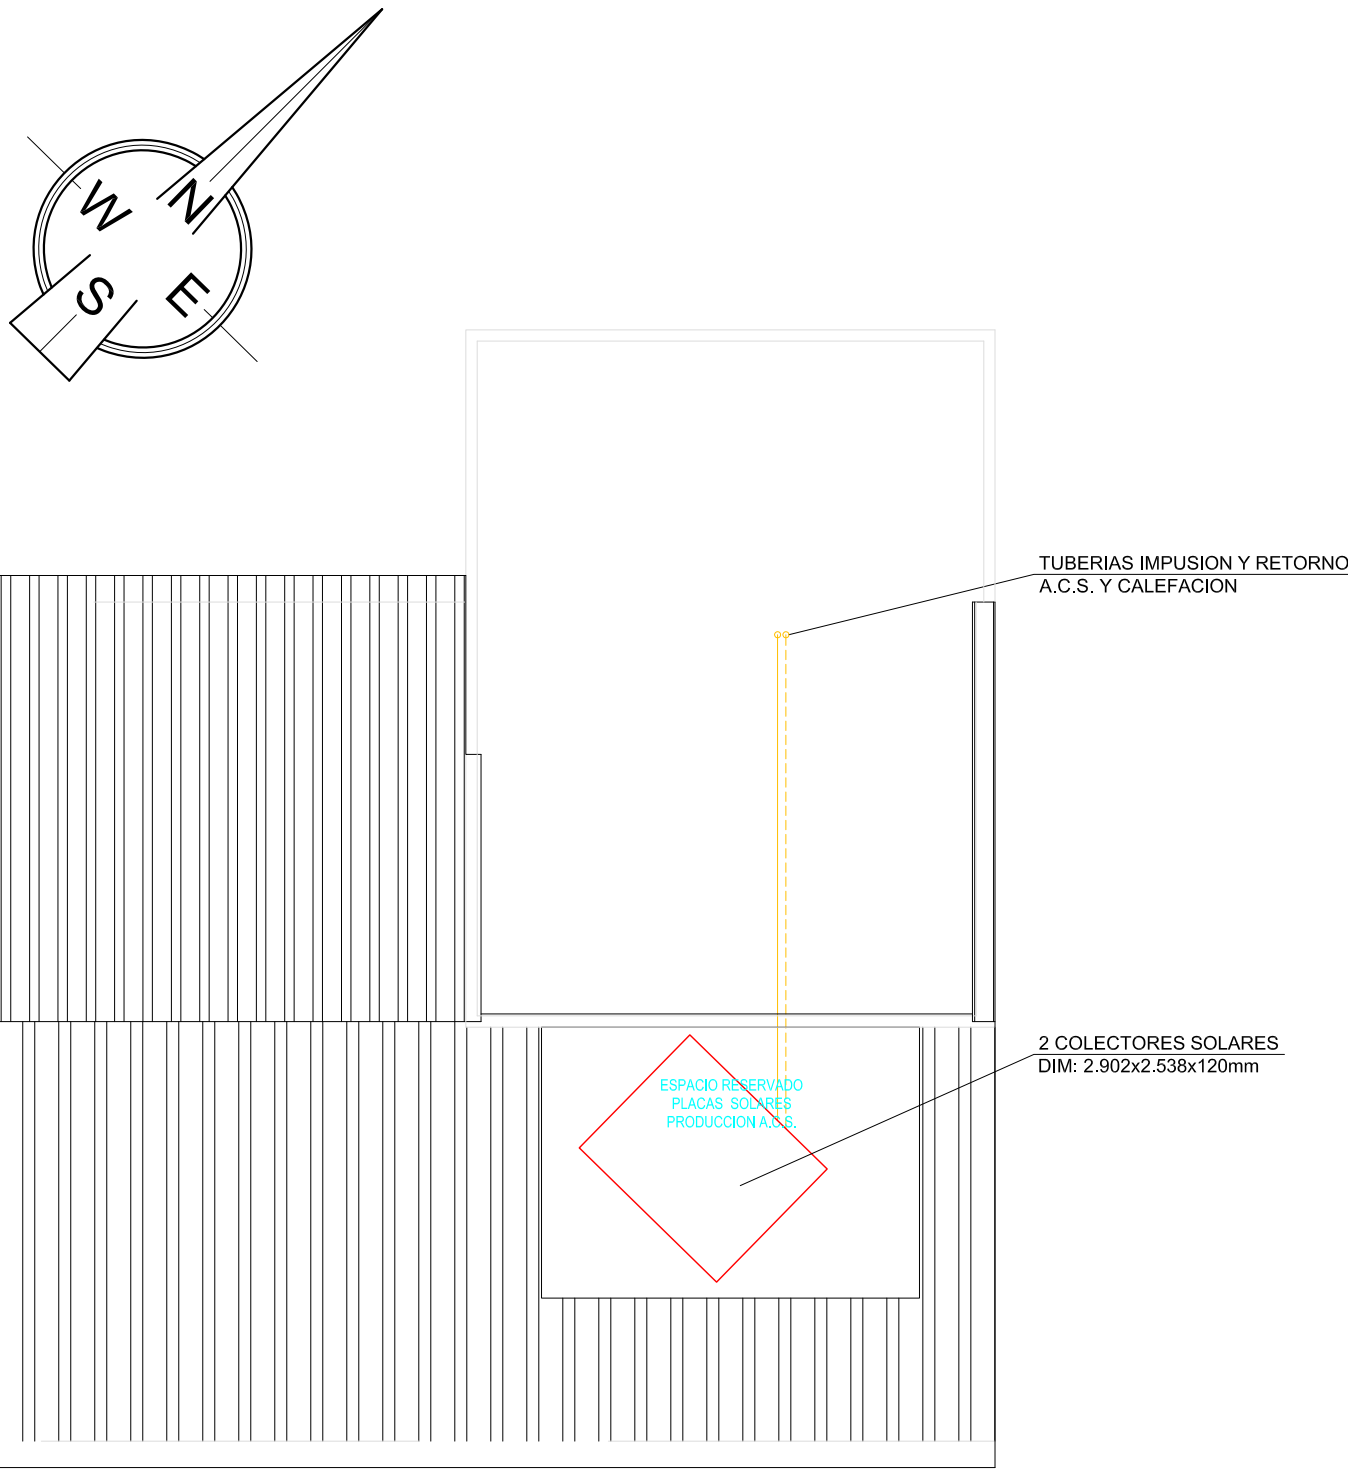 N
W
S
E
TUBERIAS IMPUSION Y RETORNO
A.C.S. Y CALEFACION
2 COLECTORES SOLARES
DIM: 2.902x2.538x120mm
ESPACIO RESERVADO
PLACAS SOLARES
PRODUCCION A.C.S.